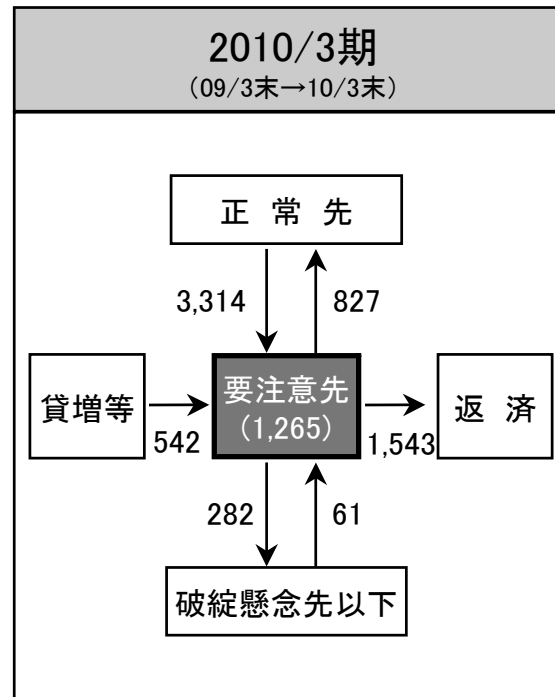 2010/3期
（09/3末→10/3末）
正 常 先
3,314
827
貸増等
542
要注意先
（1,265）
1,543
返 済
282
61
破綻懸念先以下